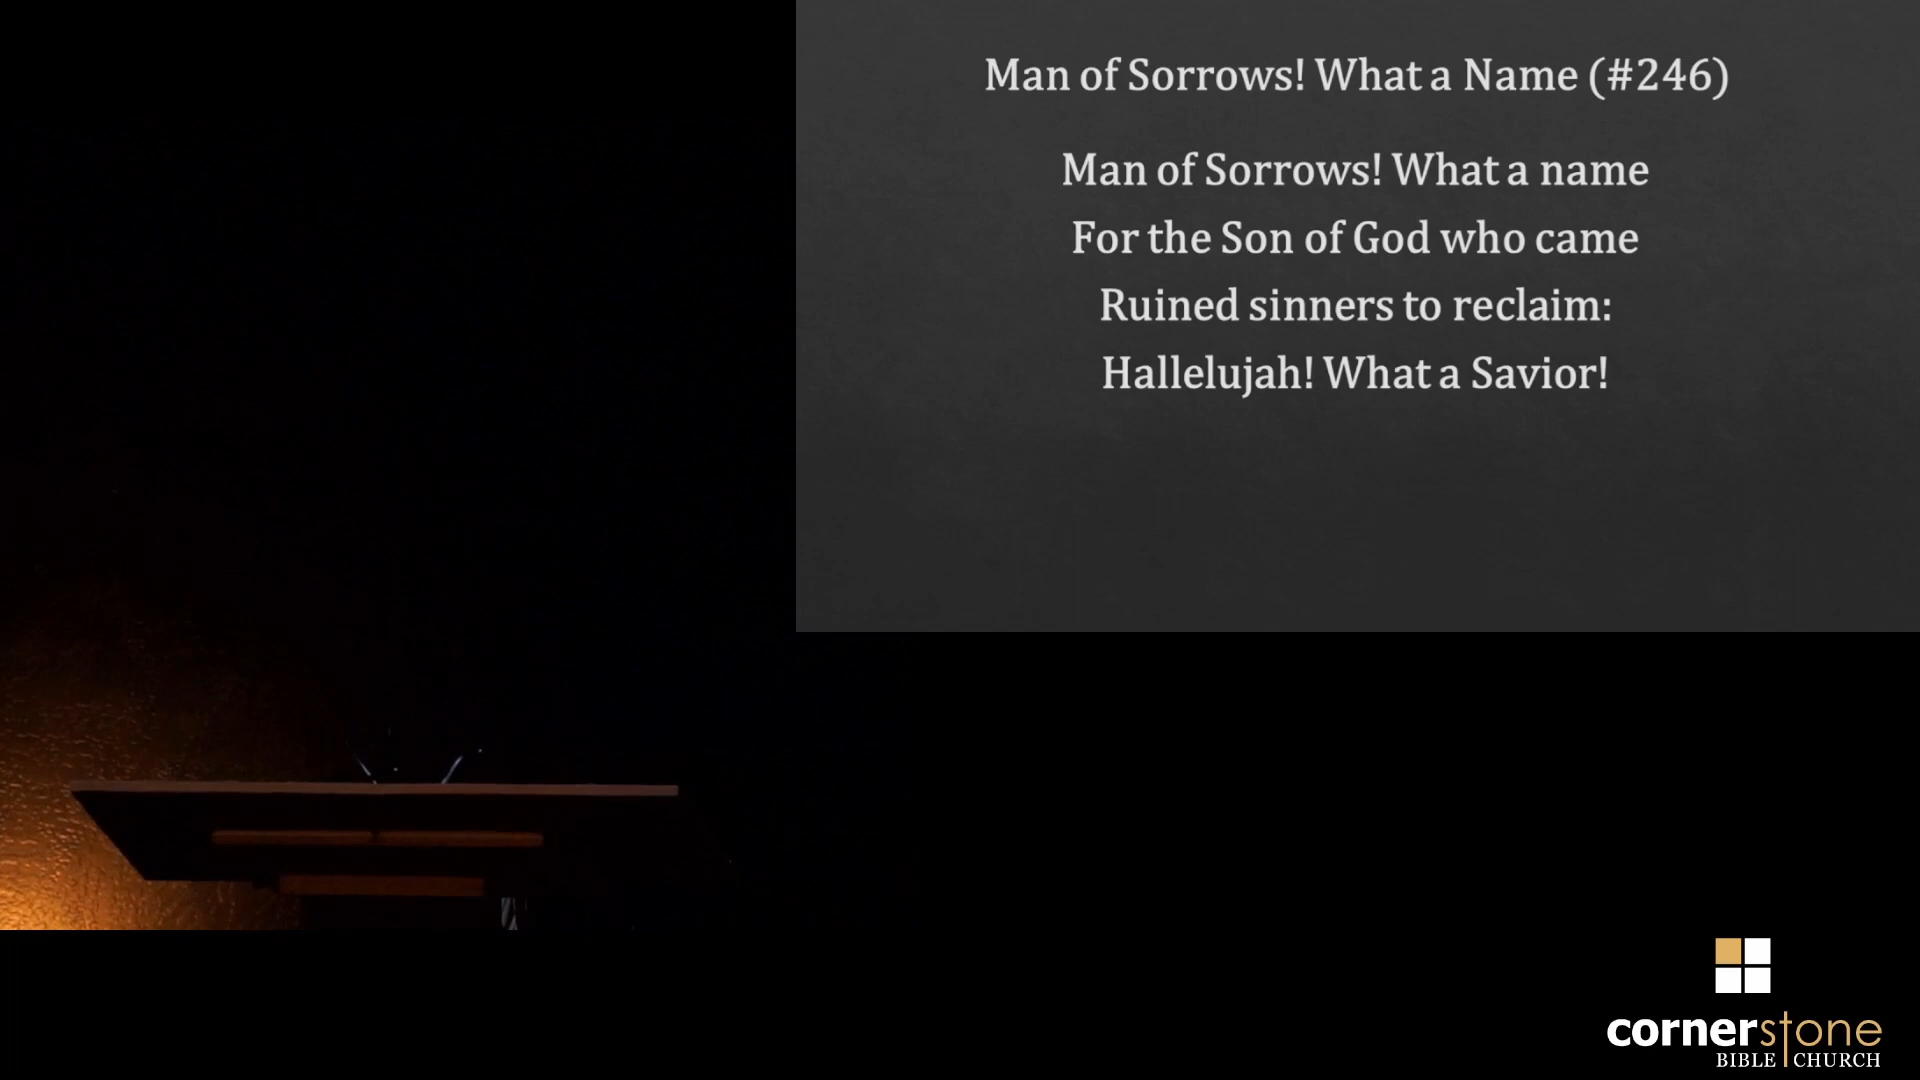 Man of Sorrows! What a Name (#246)
Man of Sorrows! What a name
For the Son of God who came
Ruined sinners to reclaim:
Hallelujah! What a Savior!
cornerstone
BIBLE CHURCH